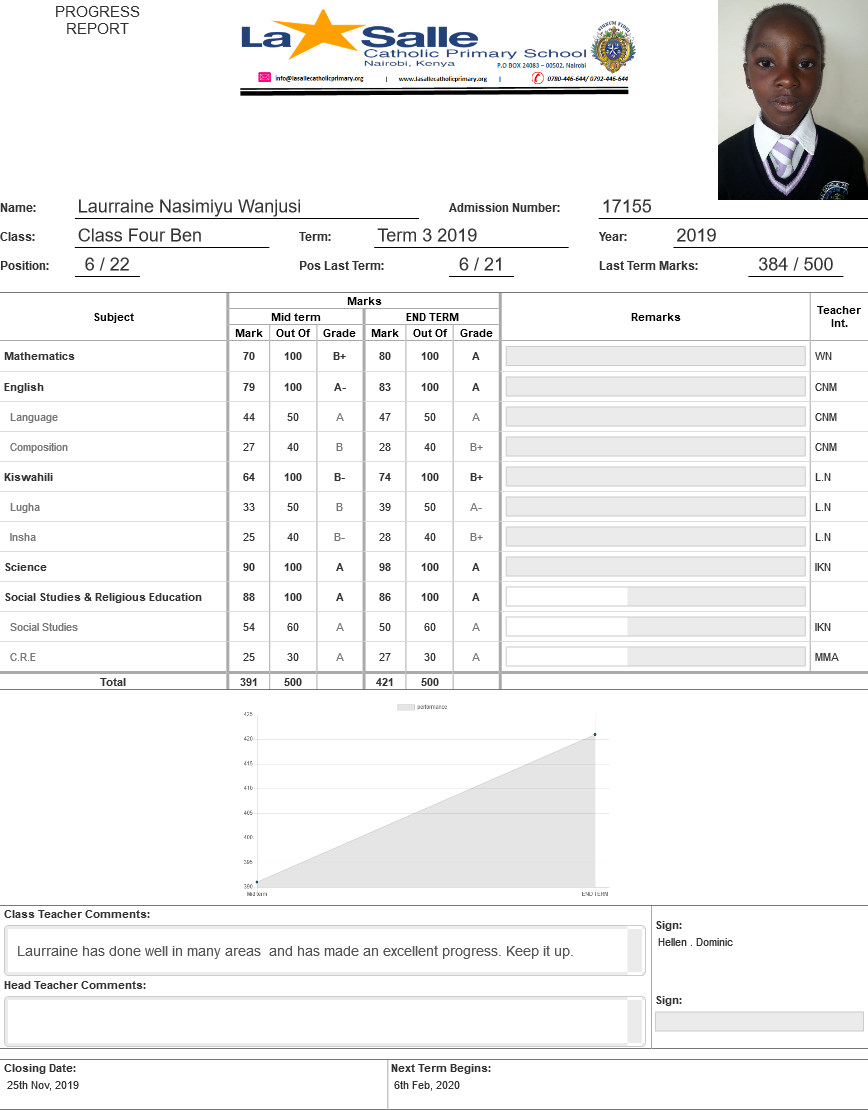 PROGRESS
REPORT
La Salle
Catholic Primary School
Nairobi, Kenya
P.O BOX 24083 – 00502, Nairobi
info@lasallecatholicprimary.org | www.lasallecatholicprimary.org | 0780-446-644/ 0792-446-644
Name: Laurraine Nasimiyu Wanjusi Admission Number: 17155
Class: Class Four Ben Term: Term 3 2019 Year: 2019
Position: 6 / 22 Pos Last Term: 6 / 21 Last Term Marks: 384 / 500
Marks
Subject Mid term END TERM Remarks Teacher Int.
Mark Out Of Grade Mark Out Of Grade
Mathematics 70 100 B+ 80 100 A WN
English 79 100 A- 83 100 A CNM
Language 44 50 A 47 50 A CNM
Composition 27 40 B 28 40 B+ CNM
Kiswahili 64 100 B- 74 100 B+ L.N
Lugha 33 50 B 39 50 A- L.N
Insha 25 40 B- 28 40 B+ L.N
Science 90 100 A 98 100 A IKN
Social Studies & Religious Education 88 100 A 86 100 A
Social Studies 54 60 A 50 60 A IKN
C.R.E 25 30 A 27 30 A MMA
Total 391 500 421 500
performance
425
420
415
410
405
400
395
390
Mid term END TERM
Class Teacher Comments:
Laurraine has done well in many areas  and has made an excellent progress. Keep it up.
Sign:
Hellen . Dominic
Head Teacher Comments:
Sign:
Closing Date: Next Term Begins:
25th Nov, 2019 6th Feb, 2020